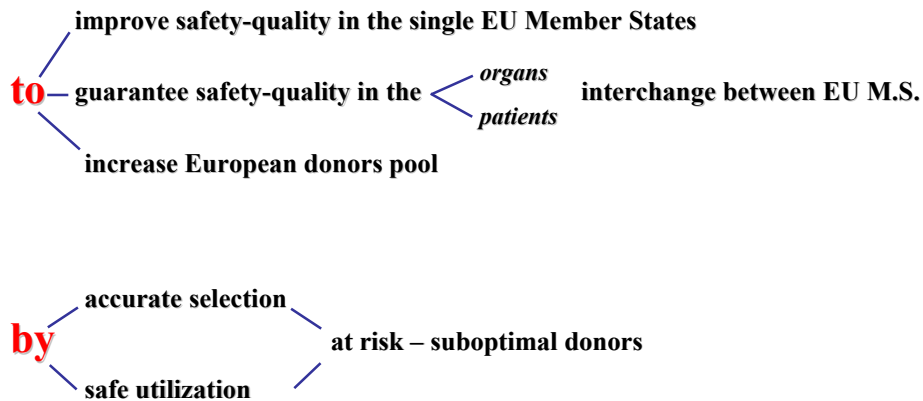 improve safety-quality in the single EU Member States
to guarantee safety-quality in the organs patients interchange between EU M.S.
increase European donors pool
accurate selection
by at risk – suboptimal donors
safe utilization